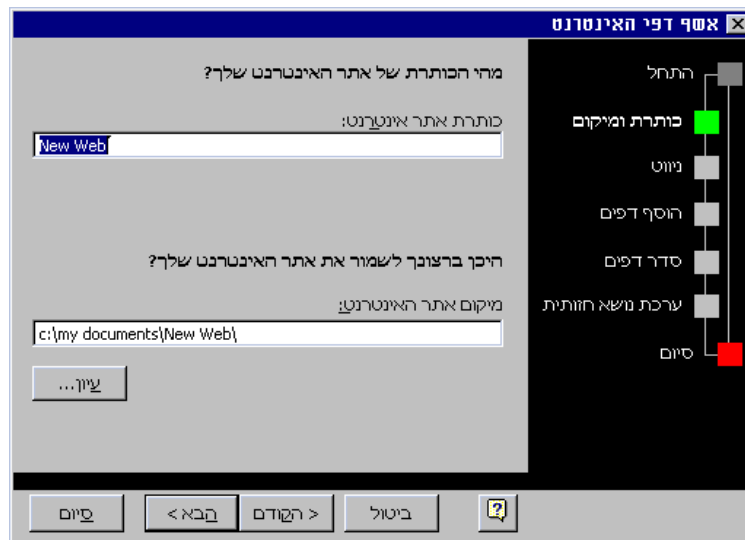 אשף דפי האינטרנט
התחל
כותרת ומיקום
ניווט
הוסף דפים
סדר דפים
ערכת נושא חזותית
סיום
מהי הכותרת של אתר האינטרנט שלך?
כותרת אתר אינטרנט:
New Web
היכן ברצונך לשמור את אתר האינטרנט שלך?
מיקום אתר האינטרנט:
c:\my documents\New Web\
עיון...
? ביטול < הקודם הבא > סיום